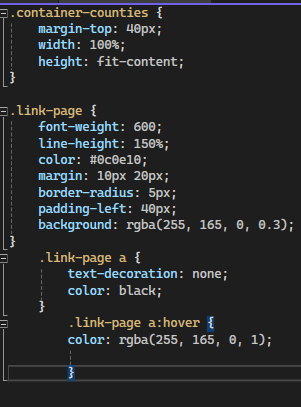 .container-counties {
margin-top: 40px;
width: 100%;
height: fit-content;
}
.link-page {
font-weight: 600;
line-height: 150%;
color: #0c0e10;
margin: 10px 20px;
border-radius: 5px;
padding-left: 40px;
background: rgba(255, 165, 0, 0.3);
}
.link-page a {
text-decoration: none;
color: black;
}
.link-page a:hover {
color: rgba(255, 165, 0, 1);
}